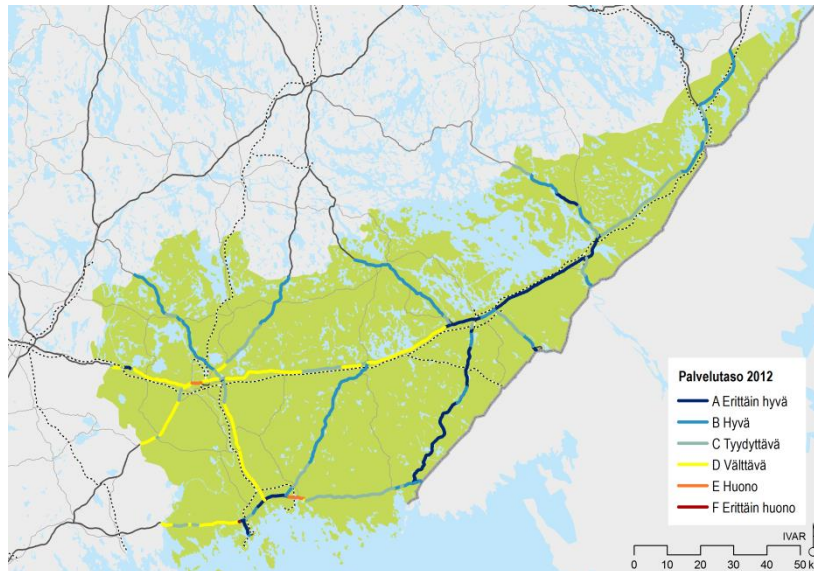 Palvelutaso 2012
A Erittäin hyvä
B Hyvä
C Tyydyttävä
D Välttävä
E Huono
F Erittäin huono
IVAR
0 10 20 30 40 50 k